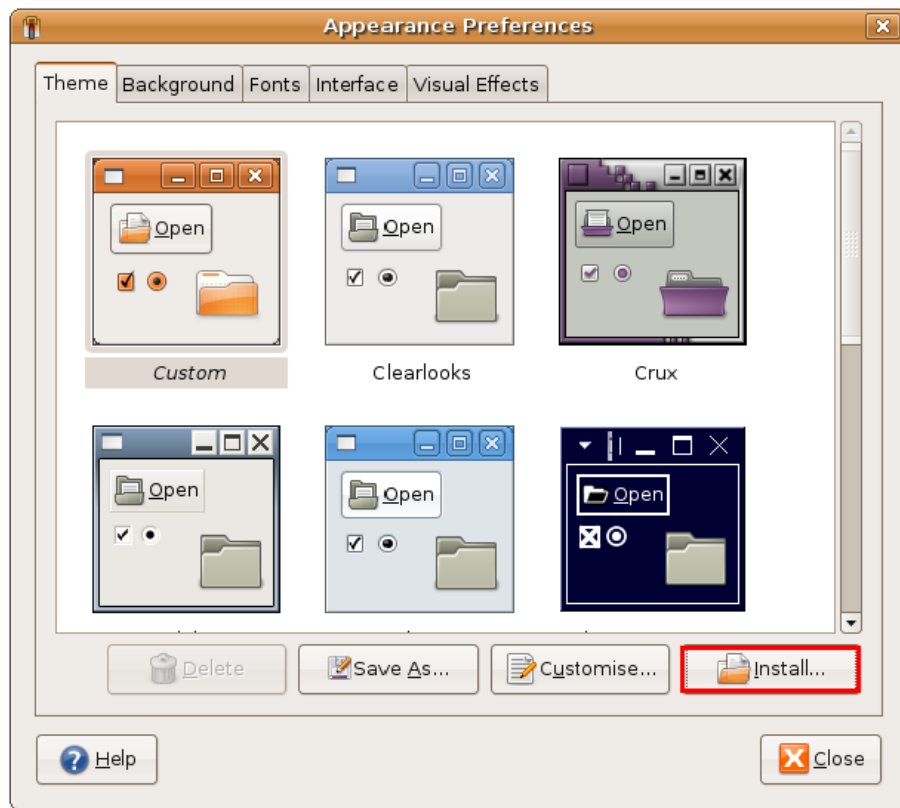 Appearance Preferences
Theme Background Fonts Interface Visual Effects
Open Open Open
Custom Clearlooks Crux
Open Open Open
Delete Save As... Customise... Install...
Help Close